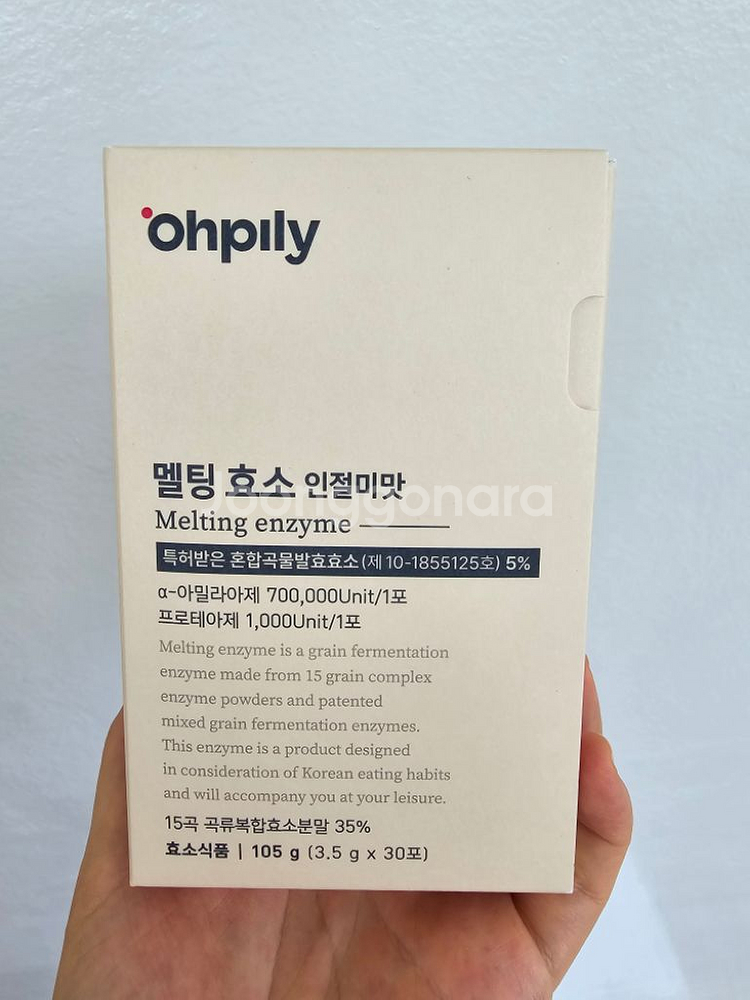 Ohpily
멜팅 효소 인절미맛
Joonggonara
Melting enzyme
특허받은 혼합곡물발효효소 (제 10-1855125호) 5%
α-아밀라아제 700,000Unit/1포
프로테아제 1,000Unit/1포
Melting enzyme is a grain fermentation
enzyme made from 15 grain complex
enzyme powders and patented
mixed grain fermentation enzymes.
This enzyme is a product designed
in consideration of Korean eating habits
and will accompany you at your leisure.
15곡 곡류복합효소분말 35%
효소식품 | 105 g (3.5 g x 30포)